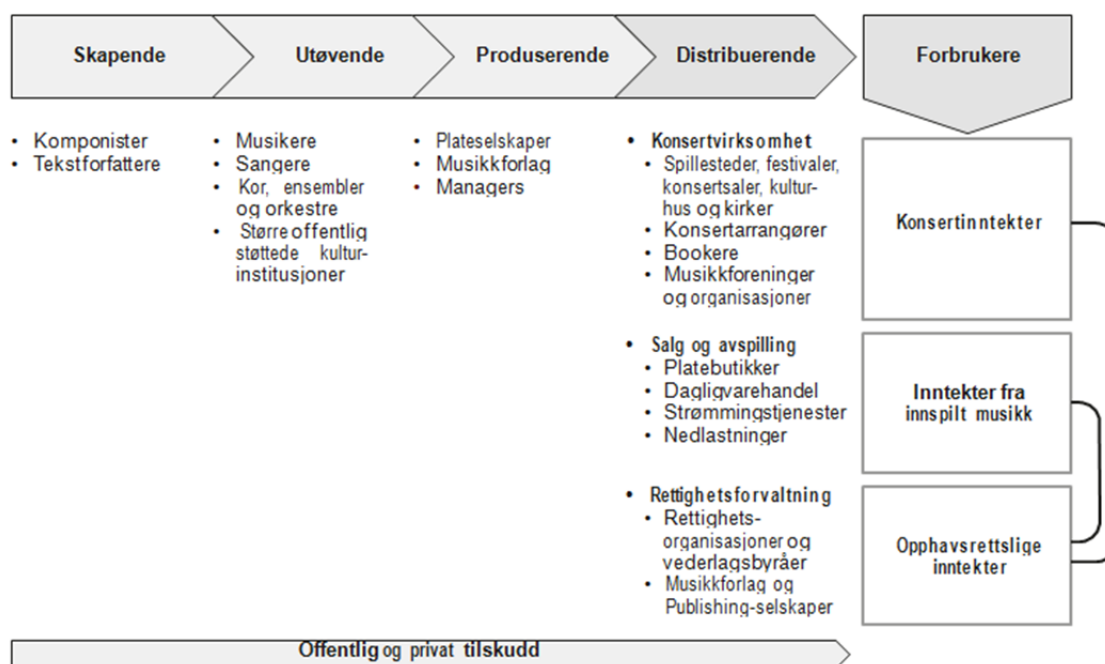 Skapende
Utøvende
Produserende
Distribuerende
Forbrukere
• Komponister
• Tekstforfattere
• Musikere
• Sangere
• Kor, ensembler
og orkestre
• Større offentlig
støttede kultur-
institusjoner
• Plateselskaper
• Musikkforlag
• Managers
• Konsertvirksomhet
• Spillesteder, festivaler,
konsertsaler, kultur-
hus og kirker
• Konsertarrangører
• Bookere
• Musikkforeninger
og organisasjoner
• Salg og avspilling
• Platebutikker
• Dagligvarehandel
• Strømmingstjenester
• Nedlastninger
• Rettighetsforvaltning
• Rettighets-
organisasjoner og
vederlagsbyråer
• Musikkforlag og
Publishing-selskaper
Konsertinntekter
Inntekter fra
innspilt musikk
Opphavsrettslige
inntekter
Offentlig og privat tilskudd